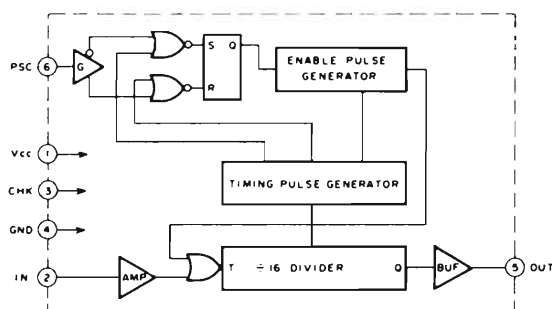 PSC 6 G S Q R ENABLE PULSE
GENERATOR
Vcc 1
TIMING PULSE GENERATOR
CHK 3
GND 4
IN 2 AMP T ÷16 DIVIDER Q BUF 5 OUT